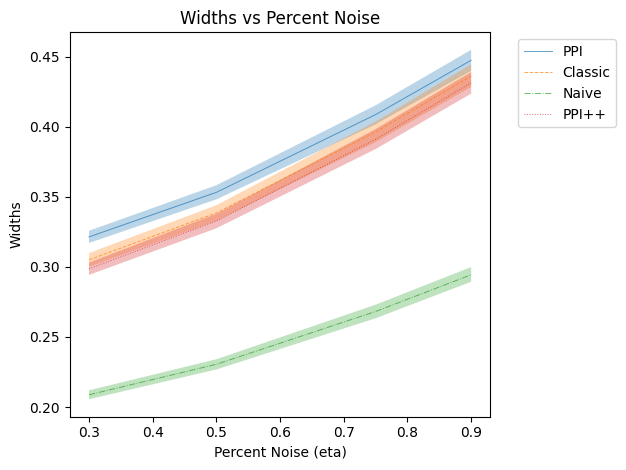 Widths vs Percent Noise
PPI
Classic
Naive
PPI++
0.45
0.40
0.35
0.30
0.25
0.20
Widths
0.3 0.4 0.5 0.6 0.7 0.8 0.9
Percent Noise (eta)